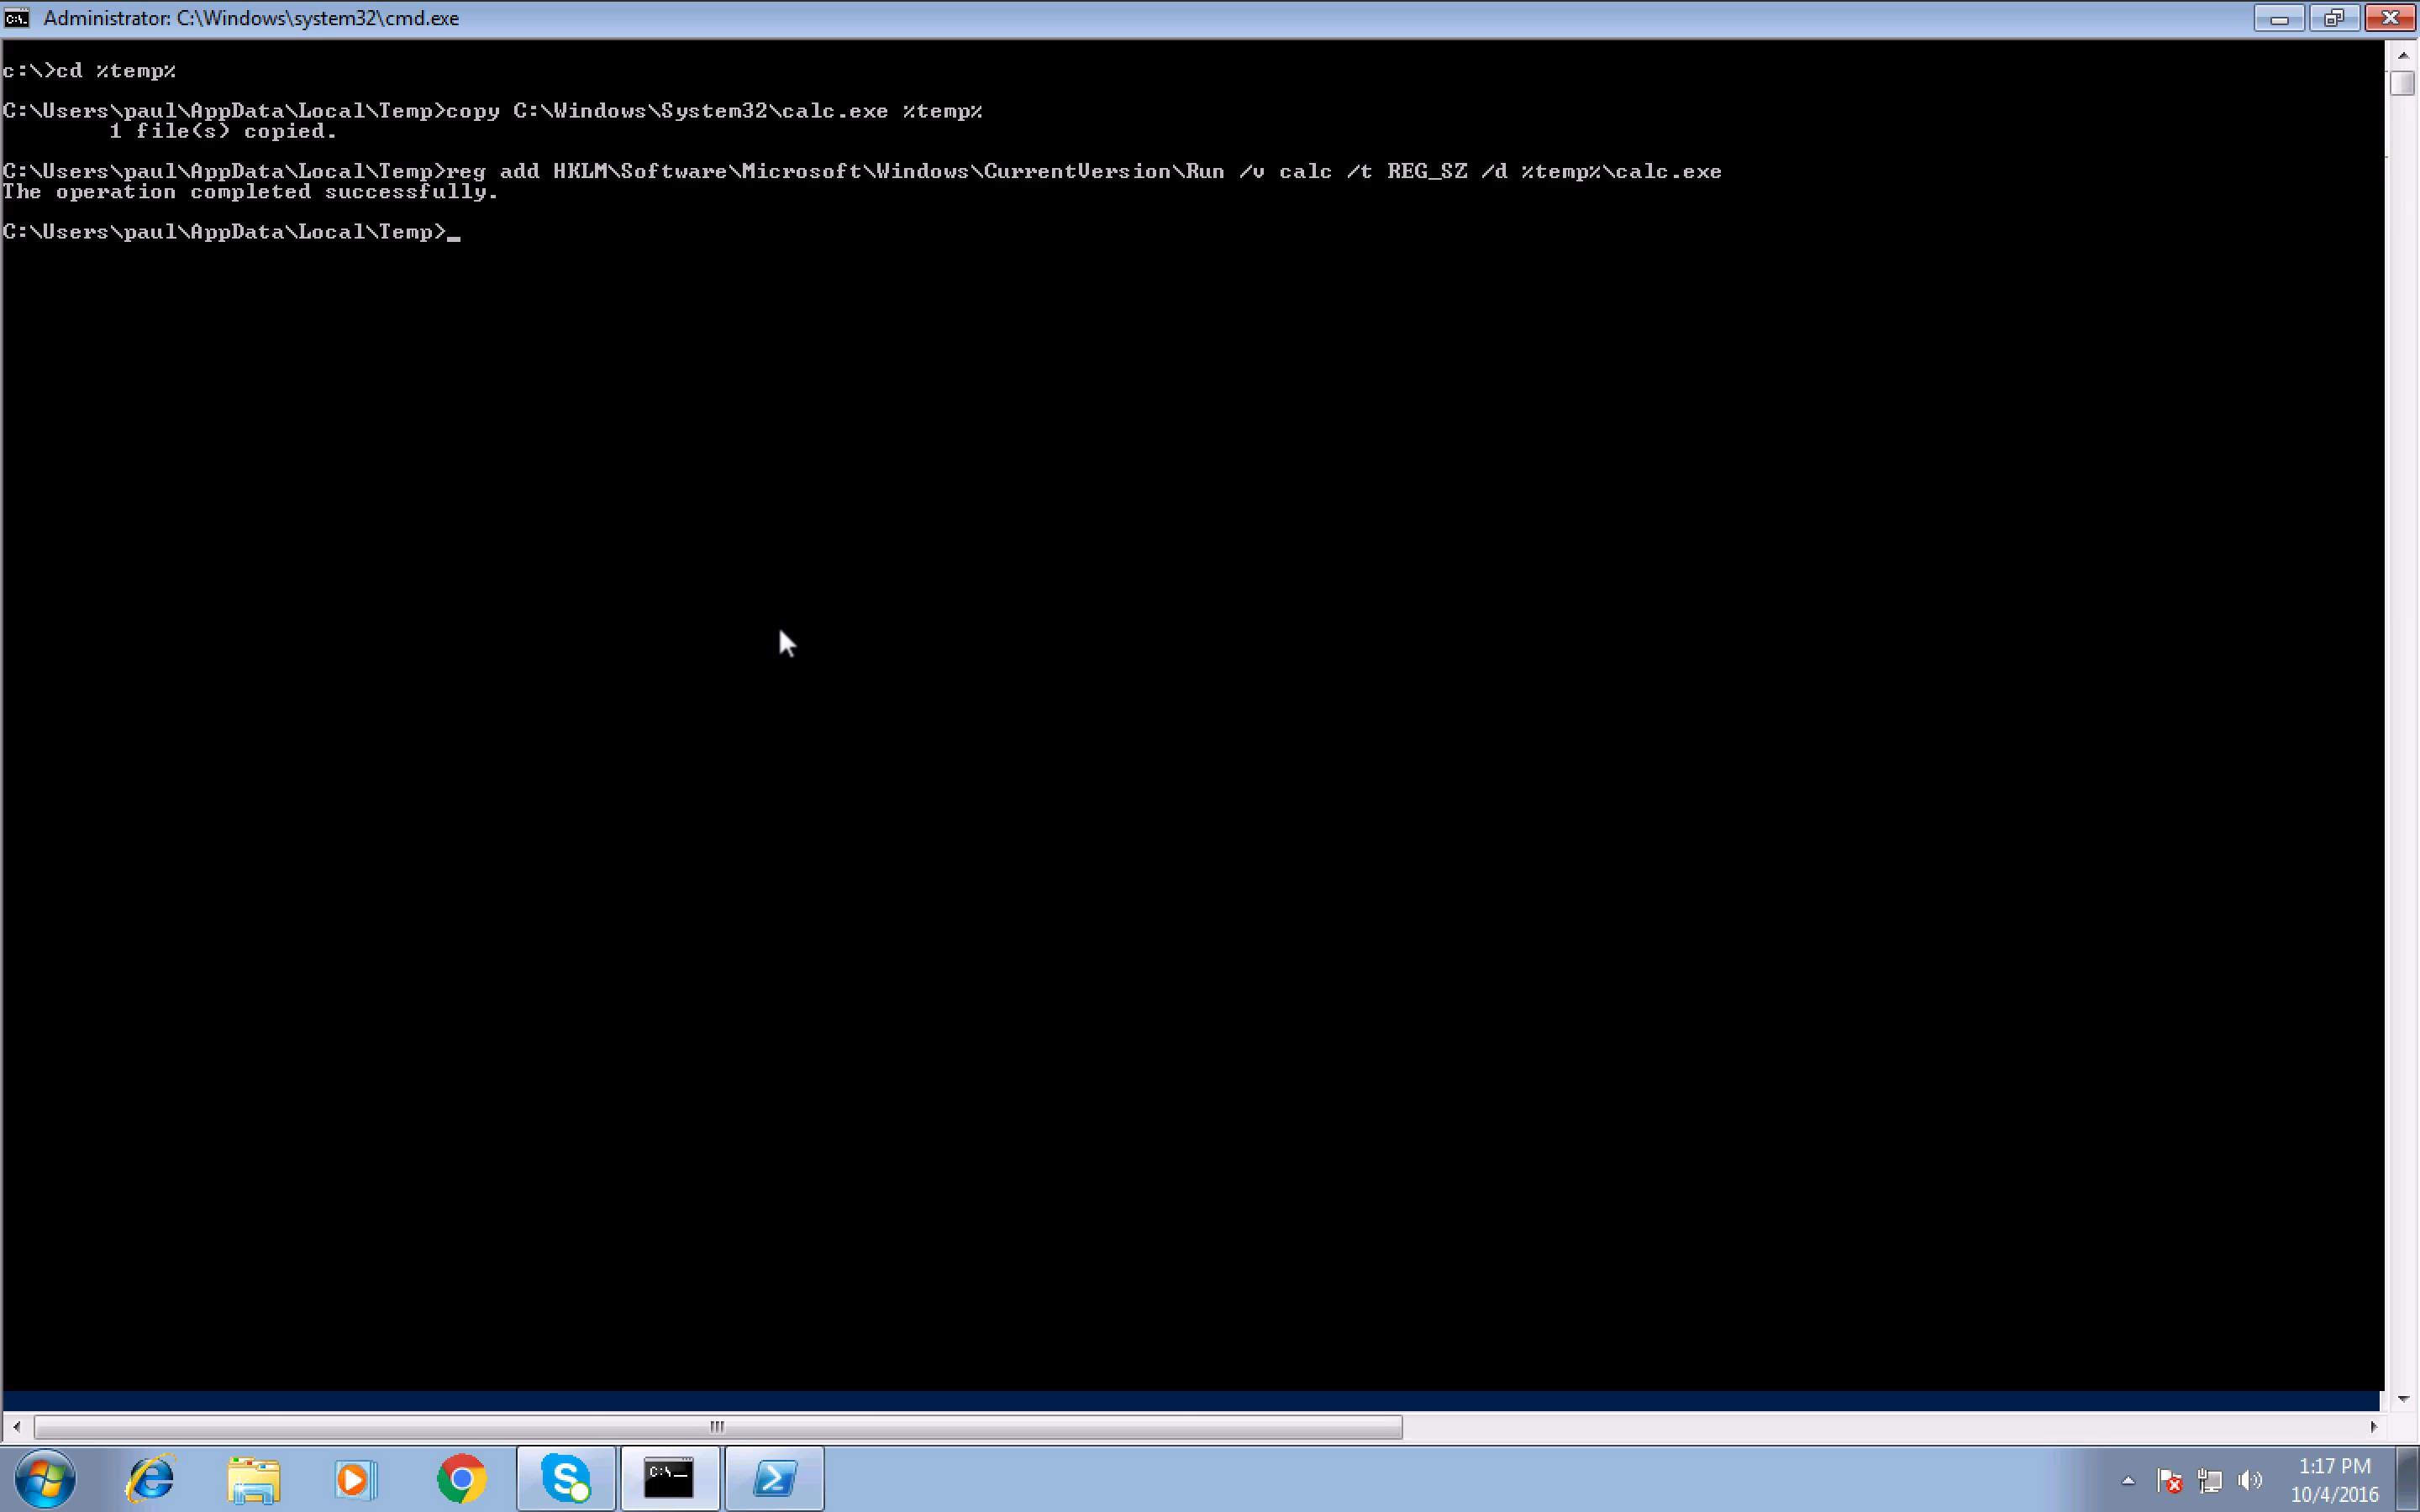 Administrator: C:\Windows\system32\cmd.exe
c:\>cd %temp%
C:\Users\paul\AppData\Local\Temp>copy C:\Windows\System32\calc.exe %temp%
1 file(s) copied.
C:\Users\paul\AppData\Local\Temp>reg add HKLM\Software\Microsoft\Windows\CurrentVersion\Run /v calc /t REG_SZ /d %temp%\calc.exe
The operation completed successfully.
C:\Users\paul\AppData\Local\Temp>_
1:17 PM
10/4/2016